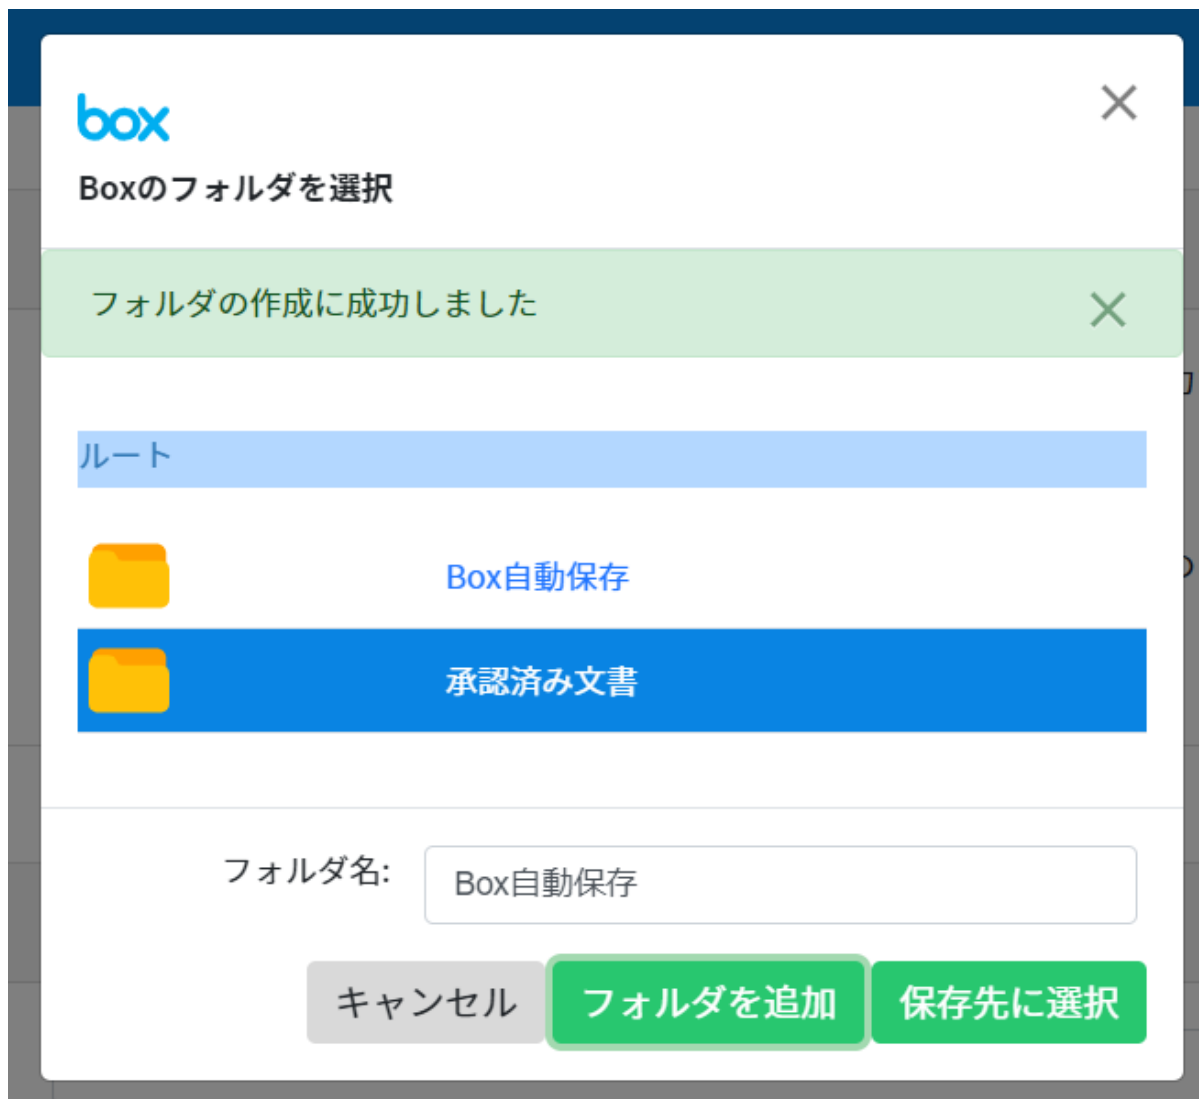 box
Boxのフォルダを選択
フォルダの作成に成功しました
ルート
Box自動保存
承認済み文書
フォルダ名:
Box自動保存
キャンセル
フォルダを追加
保存先に選択